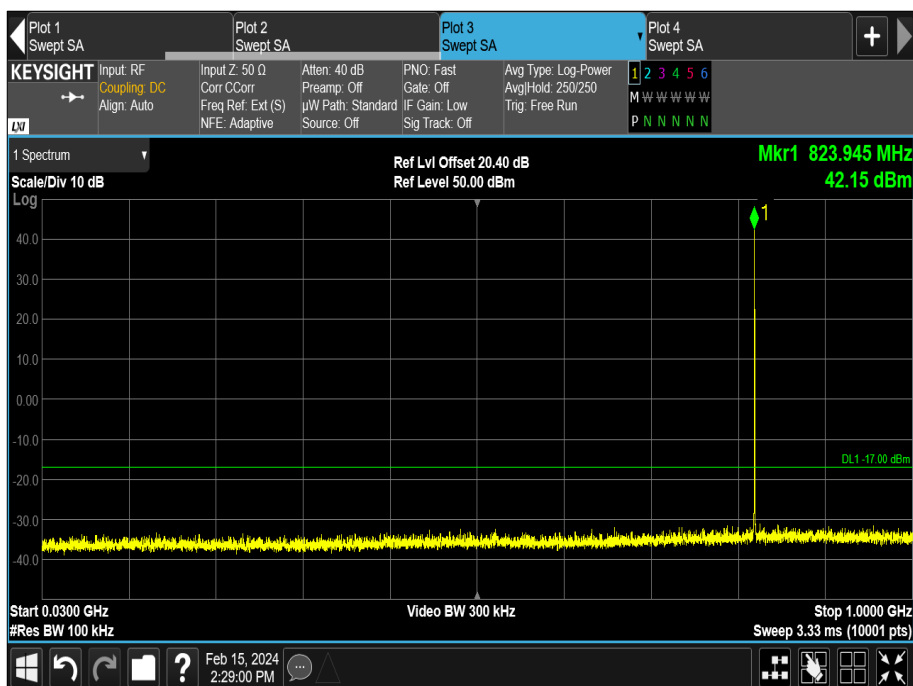 Plot 1 Plot 2 Plot 3 Plot 4
Swept SA Swept SA Swept SA Swept SA
+
KEYSIGHT Input: RF Input Z: 50 Ω Atten: 40 dB PNO: Fast Avg Type: Log-Power 1 2 3 4 5 6
Coupling: DC Corr CCorr Preamp: Off Gate: Off Avg|Hold: 250/250 M W W W W W
Align: Auto Freq Ref: Ext (S) µW Path: Standard IF Gain: Low Trig: Free Run
LXI NFE: Adaptive Source: Off Sig Track: Off P N N N N N N
1 Spectrum Ref Lvl Offset 20.40 dB Mkr1 823.945 MHz
Scale/Div 10 dB Ref Level 50.00 dBm 42.15 dBm
Log
1
40.0
30.0
20.0
10.0
0.00
-10.0
DL1 -17.00 dBm
-20.0
-30.0
-40.0
Start 0.0300 GHz Video BW 300 kHz Stop 1.0000 GHz
#Res BW 100 kHz Sweep 3.33 ms (10001 pts)
? Feb 15, 2024
2:29:00 PM